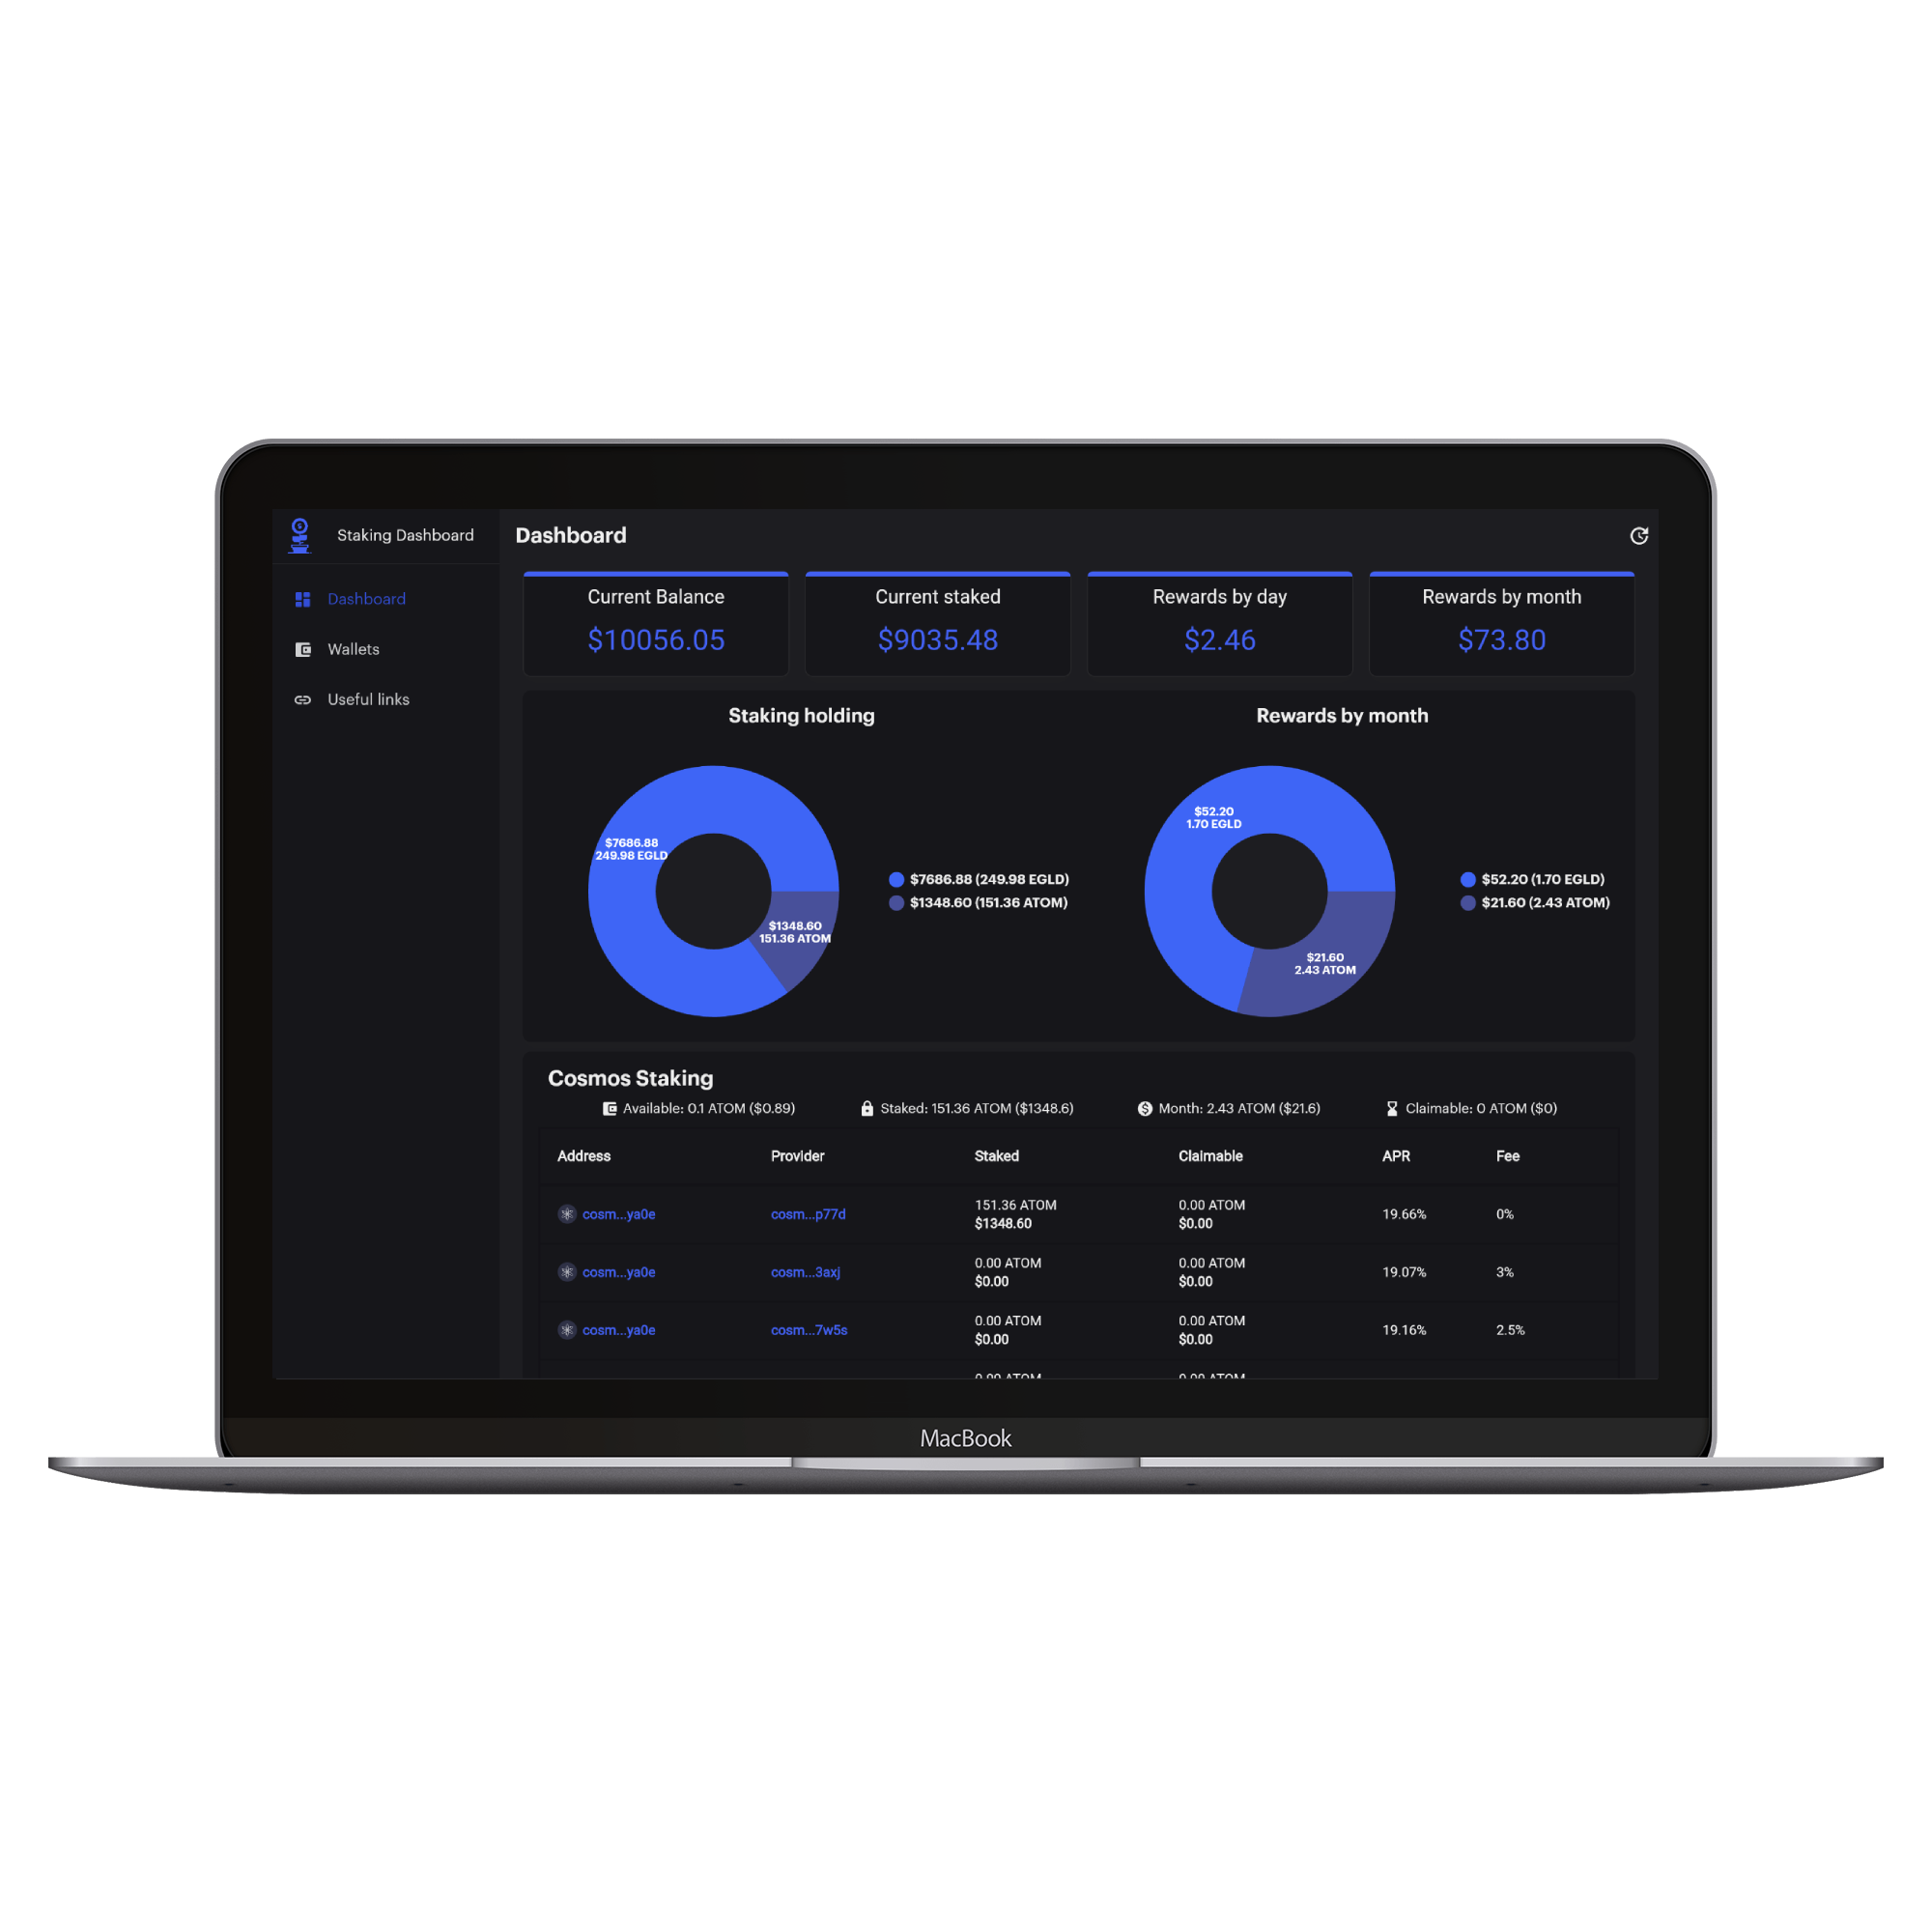 Staking Dashboard
Dashboard
Dashboard
Wallets
Useful links
Current Balance
$10056.05
Current staked
$9035.48
Rewards by day
$2.46
Rewards by month
$73.80
Staking holding
$7686.88
249.98 EGLD
$1348.60
151.36 ATOM
$7686.88 (249.98 EGLD)
$1348.60 (151.36 ATOM)
Rewards by month
$52.20
1.70 EGLD
$21.60
2.43 ATOM
$52.20 (1.70 EGLD)
$21.60 (2.43 ATOM)
Cosmos Staking
Available: 0.1 ATOM ($0.89)
Staked: 151.36 ATOM ($1348.6)
Month: 2.43 ATOM ($21.6)
Claimable: 0 ATOM ($0)
Address Provider Staked Claimable APR Fee
cosm...ya0e cosm...p77d 151.36 ATOM 0.00 ATOM 19.66% 0%
$1348.60 $0.00
cosm...ya0e cosm...3axj 0.00 ATOM 0.00 ATOM 19.07% 3%
$0.00 $0.00
cosm...ya0e cosm...7w5s 0.00 ATOM 0.00 ATOM 19.16% 2.5%
$0.00 $0.00
0.00 ATOM 0.00 ATOM
MacBook